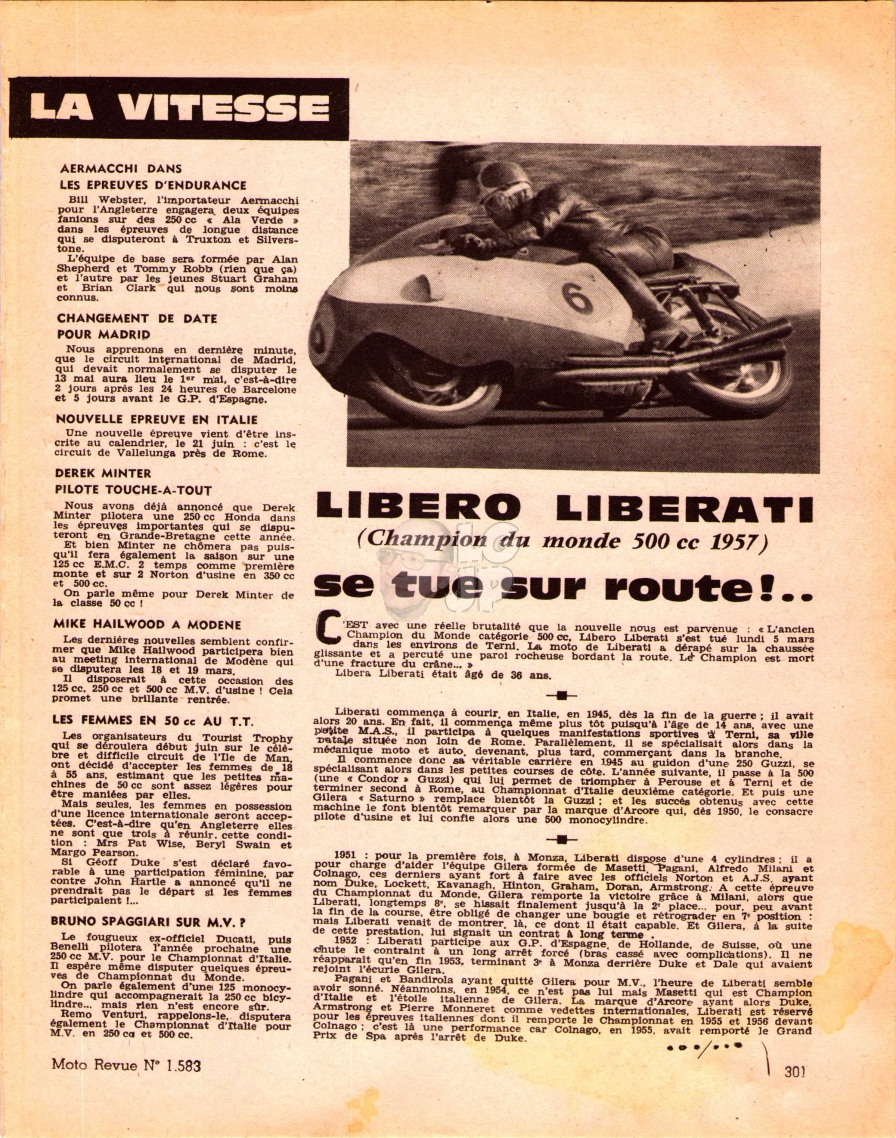 LA VITESSE
AERMACCHI DANS
LES EPREUVES D'ENDURANCE
Bill Webster, l'importateur Aermacchi
pour l'Angleterre engagera deux équipes
fanions sur des 250 cc « Ala Verde »
dans les épreuves de longue distance
qui se disputeront à Truxton et Silvers-
tone.
L'équipe de base sera formée par Alan
Shepherd et Tommy Robb (rien que ça)
et l'autre par les jeunes Stuart Graham
et Brian Clark qui nous sont moins
connus.
CHANGEMENT DE DATE
POUR MADRID
Nous apprenons en dernière minute,
que le circuit international de Madrid,
qui devait normalement se disputer le
13 mai aura lieu le 1er mai, c'est-à-dire
2 jours après les 24 heures de Barcelone
et 5 jours avant le G.P. d'Espagne.
NOUVELLE EPREUVE EN ITALIE
Une nouvelle épreuve vient d'être ins-
crite au calendrier, le 21 juin : c'est le
circuit de Vallelunga près de Rome.
DEREK MINTER
PILOTE TOUCHE-A-TOUT
Nous avons déjà annoncé que Derek
Minter pilotera une 250 cc Honda dans
les épreuves importantes qui se dispu-
teront en Grande-Bretagne cette année.
Et bien Minter ne chômera pas puis-
qu'il fera également la saison sur une
125 cc E.M.C. 2 temps comme première
monte et sur 2 Norton d'usine en 350 cc
et 500 cc.
On parle même pour Derek Minter de
la classe 50 cc !
MIKE HAILWOOD A MODENE
Les dernières nouvelles semblent confir-
mer que Mike Hailwood participera bien
au meeting international de Modène qui
se disputera les 18 et 19 mars.
Il disposerait à cette occasion des
125 cc, 250 cc et 500 cc M.V. d'usine ! Cela
promet une brillante rentrée.
LES FEMMES EN 50 cc AU T.T.
Les organisateurs du Tourist Trophy
qui se déroulera début juin sur le célè-
bre et difficile circuit de l'Ile de Man,
ont décidé d'accepter les femmes de 18
à 55 ans, estimant que les petites ma-
chines de 50 cc sont assez légères pour
être maniées par elles.
Mais seules, les femmes en possession
d'une licence internationale seront accep-
tées. C'est-à-dire qu'en Angleterre elles
ne sont que trois à réunir cette condi-
tion : Mrs Pat Wise, Beryl Swain et
Margo Pearson.
Si Géoff Duke s'est déclaré favo-
rable à une participation féminine, par
contre John Hartle a annoncé qu'il ne
prendrait pas le départ si les femmes
participaient !...
BRUNO SPAGGIARI SUR M.V. ?
Le fougueux ex-officiel Ducati, puis
Benelli pilotera l'année prochaine une
250 cc M.V. pour le Championnat d'Italie.
Il espère même disputer quelques épreu-
ves de Championnat du Monde.
On parle également d'une 125 monocy-
lindre qui accompagnerait la 250 cc bicy-
lindre... mais rien n'est encore sûr.
Remo Venturi, rappelons-le, disputera
également le Championnat d'Italie pour
M.V. en 250 cc et 500 cc.
6
LIBERO LIBERATI
(Champion du monde 500 cc 1957)
se tue sur route !..
C'EST avec une réelle brutalité que la nouvelle nous est parvenue : « L'ancien
Champion du Monde catégorie 500 cc, Libero Liberati s'est tué lundi 5 mars
dans les environs de Terni. La moto de Liberati a dérapé sur la chaussée
glissante et a percuté une parol rocheuse bordant la route. Le Champion est mort
d'une fracture du crâne... »
Libera Liberati était âgé de 36 ans.
Liberati commença à courir, en Italie, en 1945, dès la fin de la guerre ; il avait
alors 20 ans. En fait, il commença même plus tôt puisqu'à l'âge de 14 ans, avec une
petite M.A.S., il participa à quelques manifestations sportives à Terni, sa ville
natale située non loin de Rome. Parallèlement, il se spécialisait alors dans la
mécanique moto et auto, devenant, plus tard, commerçant dans la branche.
Il commence donc sa véritable carrière en 1945 au guidon d'une 250 Guzzi, se
spécialisant alors dans les petites courses de côte. L'année suivante, il passe à la 500
(une « Condor » Guzzi) qui lui permet de triompher à Perouse et à Terni et de
terminer second à Rome, au Championnat d'Italie deuxième catégorie. Et puis une
Gilera « Saturno » remplace bientôt la Guzzi ; et les succés obtenus avec cette
machine le font bientôt remarquer par la marque d'Arcore qui, dès 1950, le consacre
pilote d'usine et lui confie alors une 500 monocylindre.
1951 : pour la première fois, à Monza, Liberati dispose d'une 4 cylindres ; il a
pour charge d'aider l'équipe Gilera formée de Masetti, Pagani, Alfredo Milani et
Colnago, ces derniers ayant fort à faire avec les officiels Norton et A.J.S. ayant
nom Duke, Lockett, Kavanagh, Hinton, Graham, Doran, Armstrong. A cette épreuve
du Championnat du Monde, Gilera remporte la victoire grâce à Milani, alors que
Liberati, longtemps 8e, se hissait finalement jusqu'à la 2e place... pour, peu avant
la fin de la course, être obligé de changer une bougie et rétrograder en 7e position ;
mais Liberati venait de montrer, là, ce dont il était capable. Et Gilera, à la suite
de cette prestation, lui signait un contrat à long terme .
1952 : Liberati participe aux G.P. d'Espagne, de Hollande, de Suisse, où une
chute le contraint à un long arrêt forcé (bras cassé avec complications). Il ne
réapparaît qu'en fin 1953, terminant 3e à Monza derrière Duke et Dale qui avaient
rejoint l'écurie Gilera.
Pagani et Bandirola ayant quitté Gilera pour M.V., l'heure de Liberati semble
avoir sonné. Néanmoins, en 1954, ce n'est pas lui mais Masetti qui est Champion
d'Italie et l'étoile italienne de Gilera. La marque d'Arcore ayant alors Duke,
Armstrong et Pierre Monneret comme vedettes internationales, Liberati est réservé
pour les épreuves italiennes dont il remporte le Championnat en 1955 et 1956 devant
Colnago ; c'est là une performance car Colnago, en 1955, avait remporté le Grand
Prix de Spa après l'arrêt de Duke.
.../...
Moto Revue N° 1.583
301